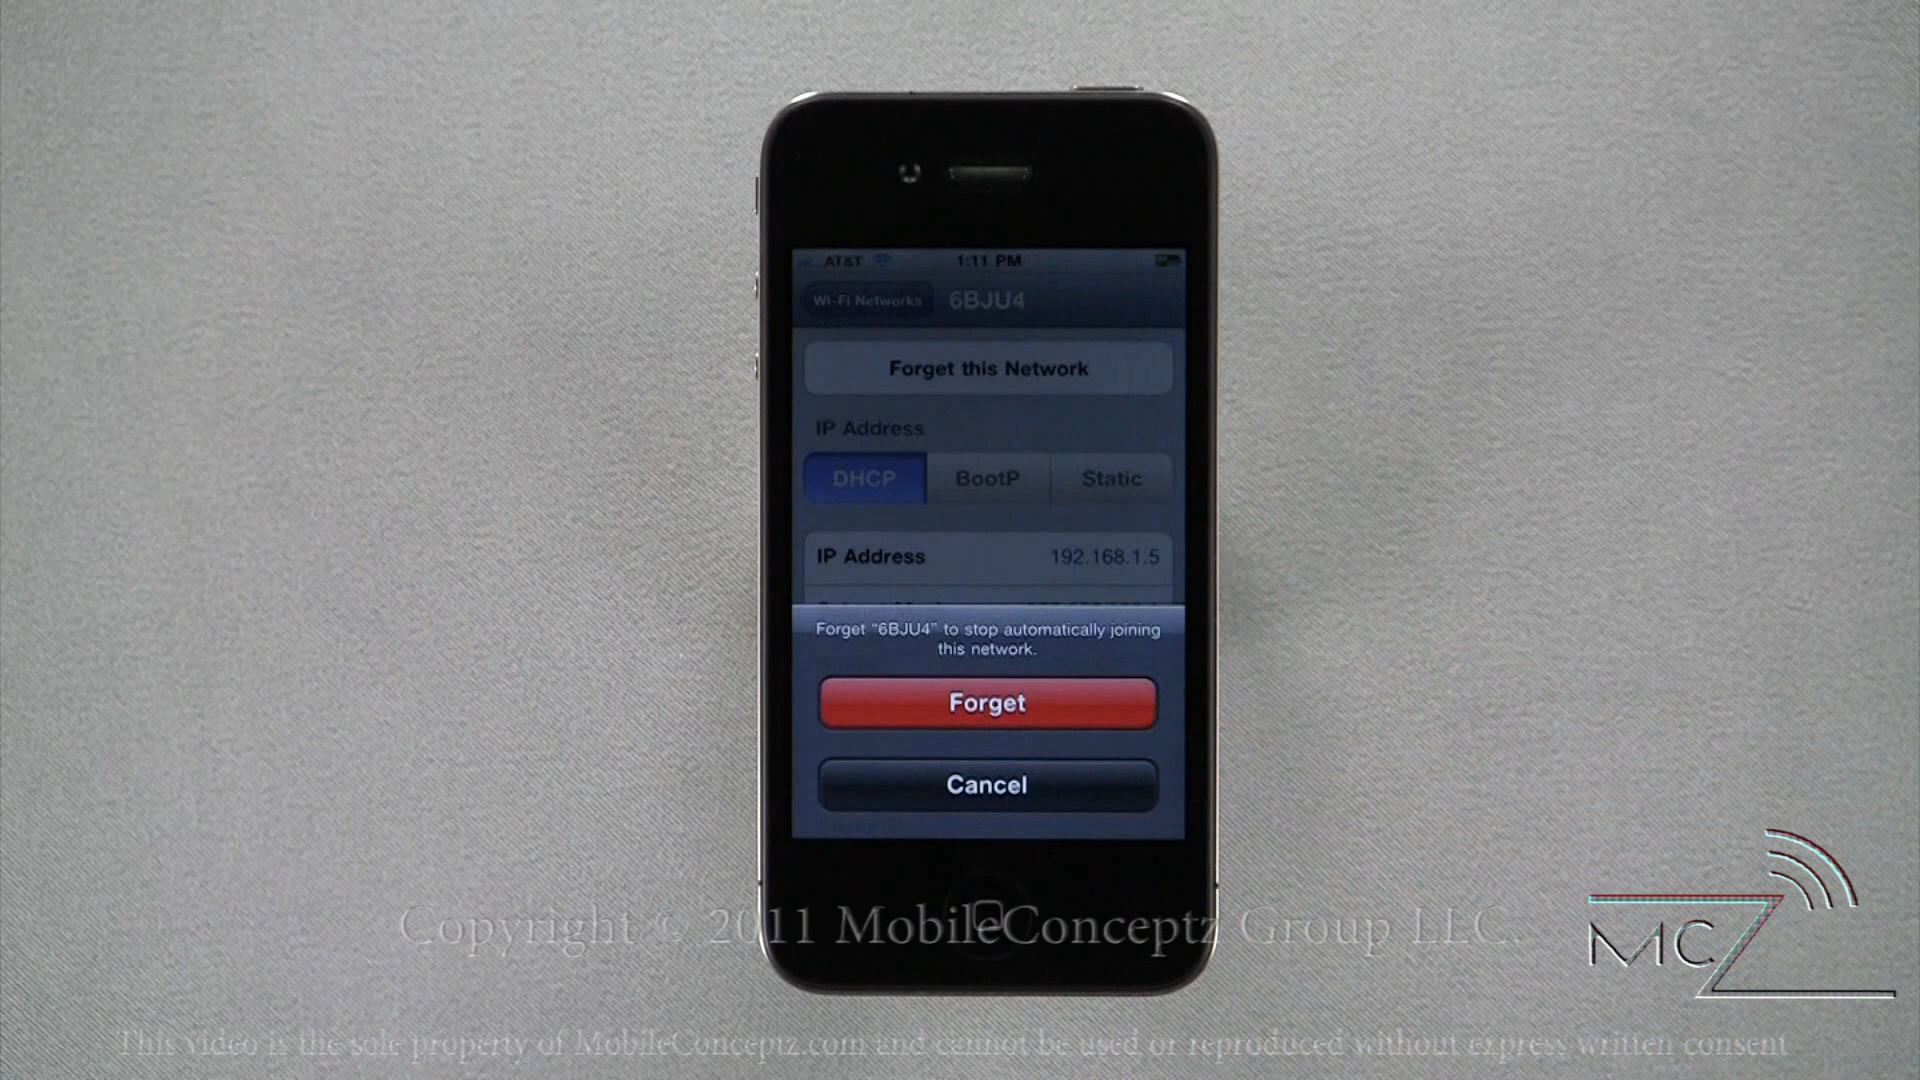 AT&T 1:11 PM
Wi-Fi Networks 6BJU4
Forget this Network
IP Address
DHCP BootP Static
IP Address 192.168.1.5
Forget “6BJU4” to stop automatically joining
this network.
Forget
Cancel
Copyright © 2011 MobileConceptz Group LLC.
MCZ
This video is the sole property of MobileConceptz.com and cannot be used or reproduced without express written consent